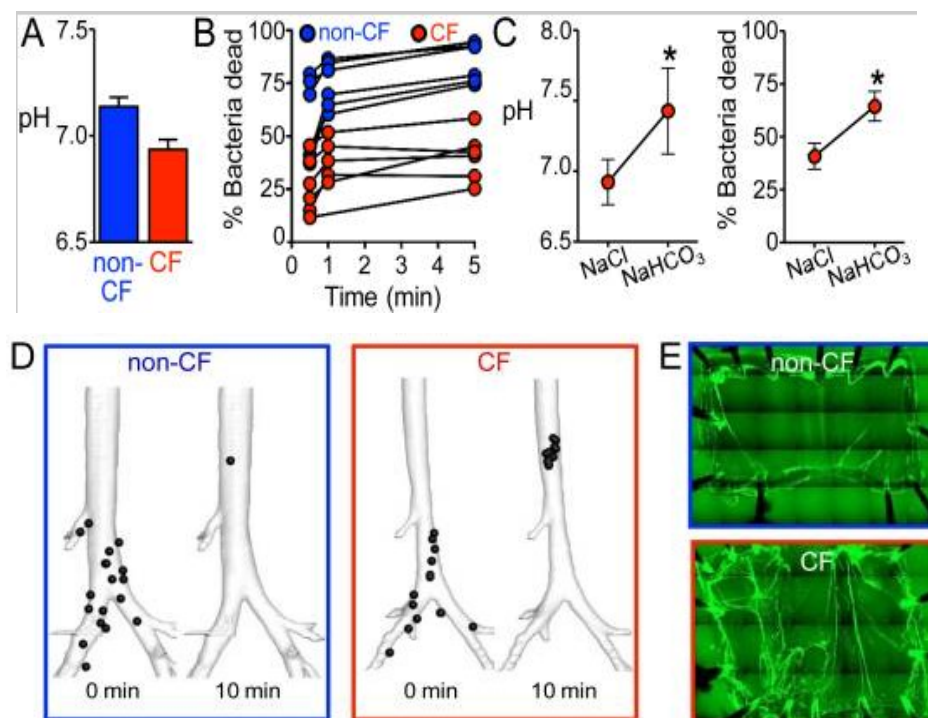 A
7.5
pH
7.0
6.5
non-
CF
CF
B
non-CF
CF
100
75
50
25
0
% Bacteria dead
0 1 2 3 4 5
Time (min)
C
8.0
pH
7.5
7.0
6.5
*
NaCl
NaHCO₃
% Bacteria dead
100
75
50
25
0
*
NaCl
NaHCO₃
D
non-CF
0 min
10 min
CF
0 min
10 min
E
non-CF
CF